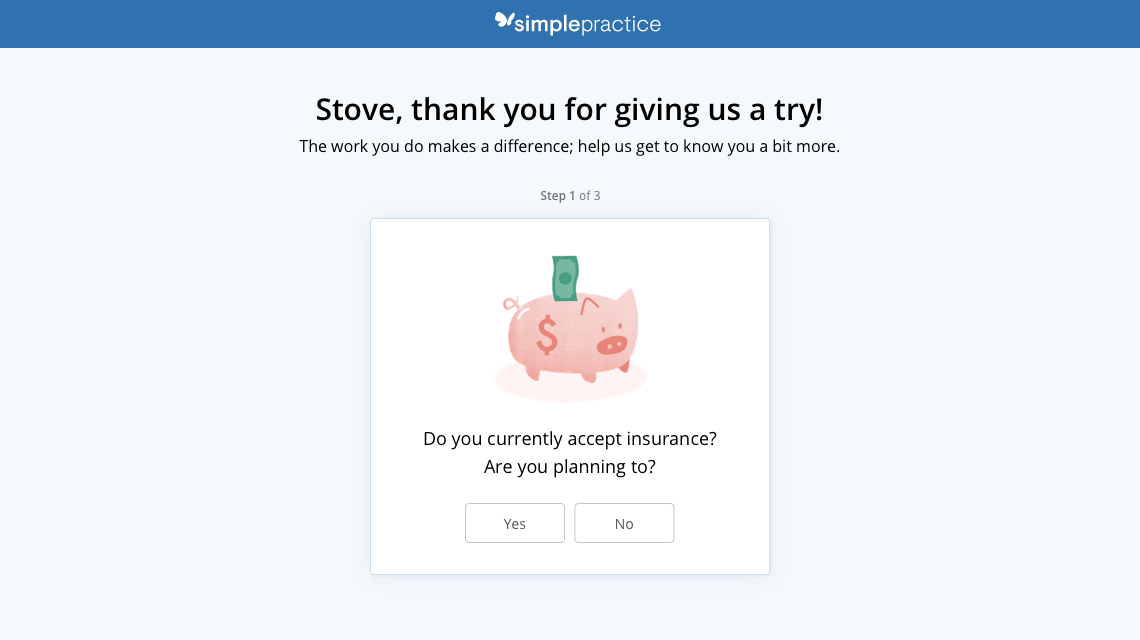 simplepractice
Stove, thank you for giving us a try!
The work you do makes a difference; help us get to know you a bit more.
Step 1 of 3
$
Do you currently accept insurance?
Are you planning to?
Yes
No